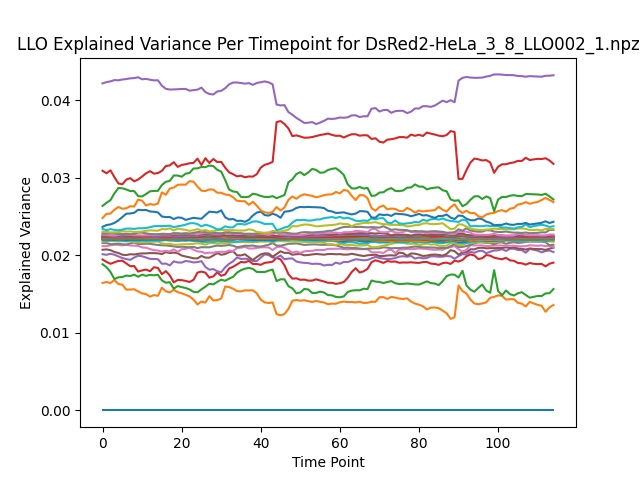 LLO Explained Variance Per Timepoint for DsRed2-HeLa_3_8_LLO002_1.npz
Explained Variance
0.04
0.03
0.02
0.01
0.00
0 20 40 60 80 100
Time Point